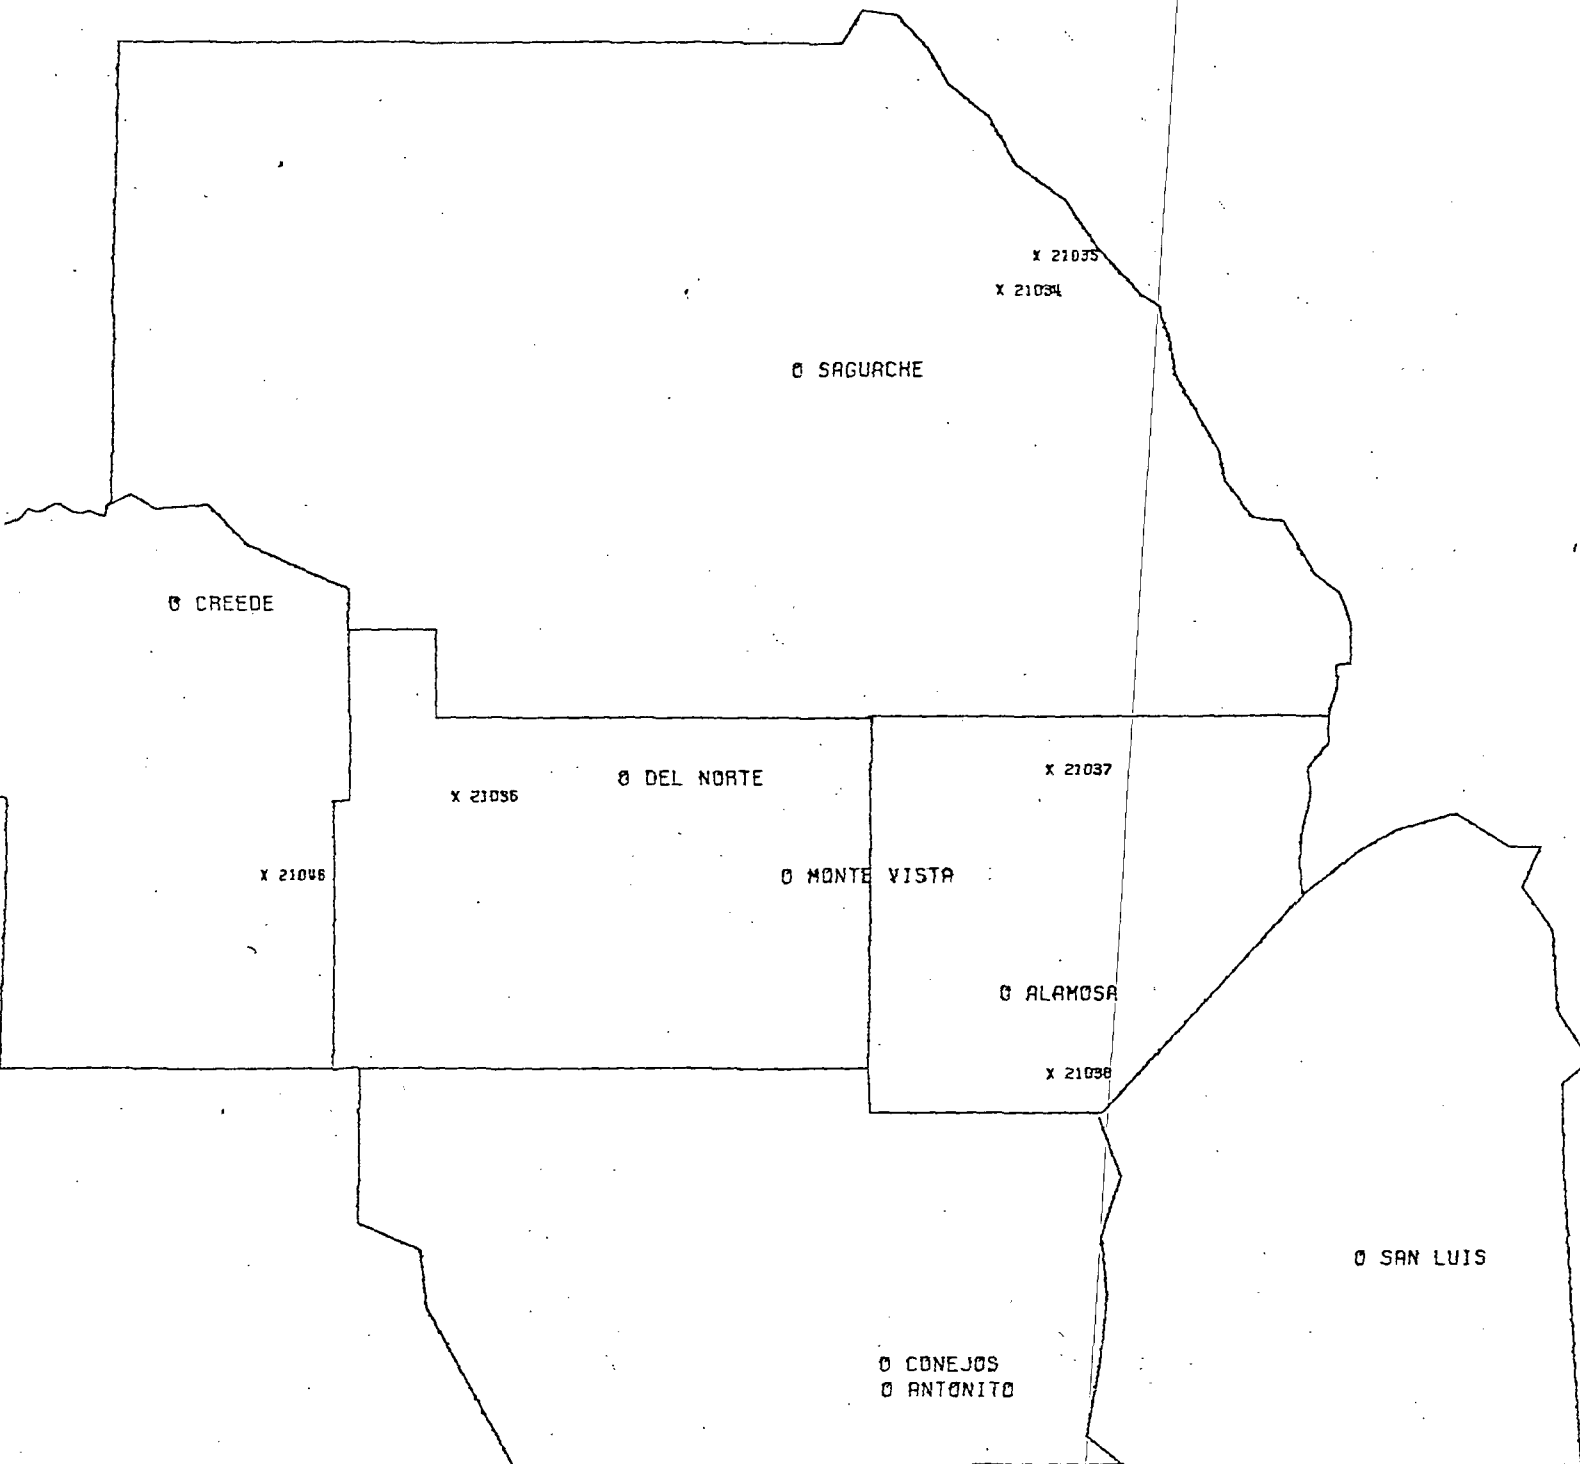 X 21035
X 21034
O SAGUACHE
O CREEDE
X 21037
O DEL NORTE
X 21036
X 21046
O MONTE VISTA
O ALAMOSA
X 21038
O SAN LUIS
O CONEJOS
O ANTONITO